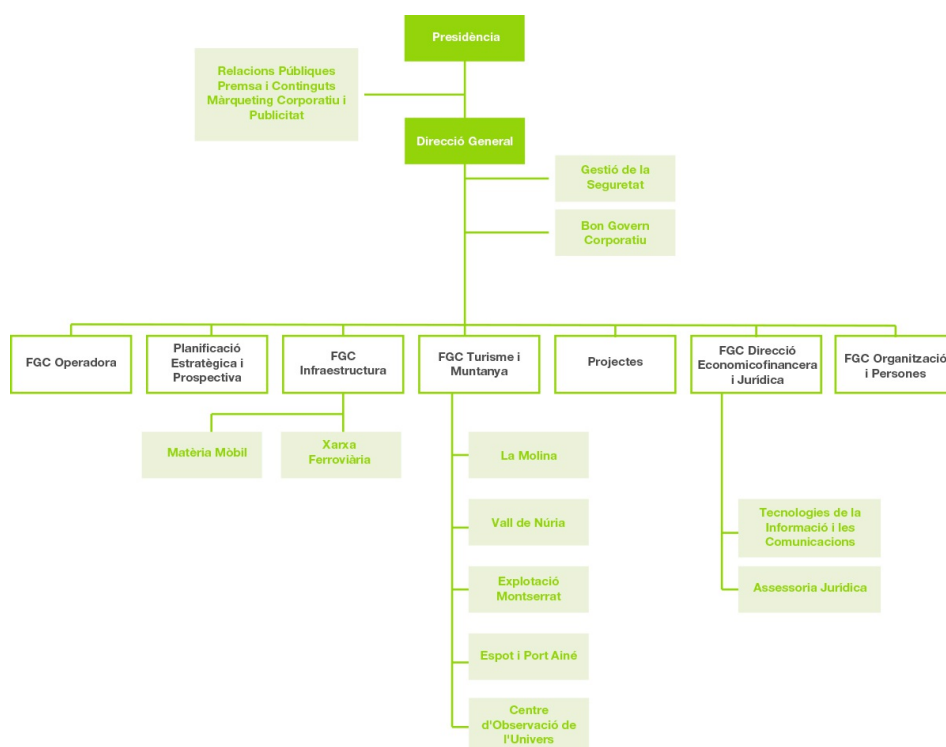 Presidència
Relacions Públiques
Premsa i Continguts
Màrqueting Corporatiu i
Publicitat
Direcció General
Gestió de la
Seguretat
Bon Govern
Corporatiu
FGC Operadora
Planificació
Estratègica i
Prospectiva
FGC
Infraestructura
FGC Turisme i
Muntanya
Projectes
FGC Direcció
Economicofinancera
i Jurídica
FGC Organització
i Persones
Matèria Mòbil
Xarxa
Ferroviària
La Molina
Vall de Núria
Explotació
Montserrat
Espot i Port Ainé
Centre
d'Observació de
l'Univers
Tecnologies de la
Informació i les
Comunicacions
Assessoria Jurídica